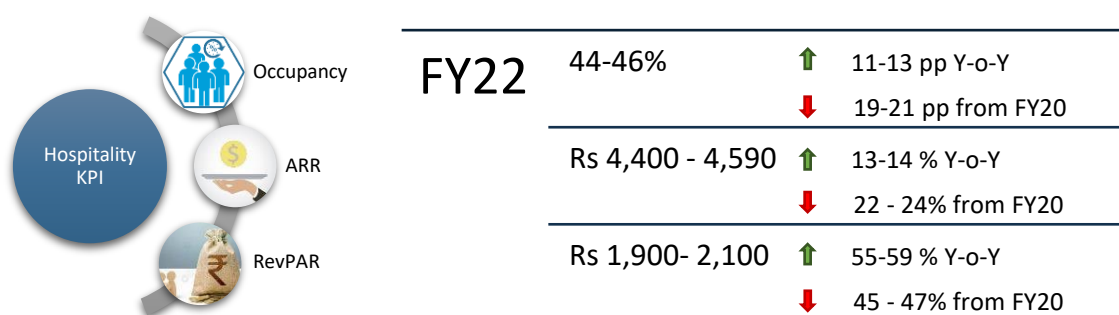 Hospitality
KPI
Occupancy
ARR
RevPAR
FY22
44-46%
11-13 pp Y-o-Y
19-21 pp from FY20
Rs 4,400 - 4,590
13-14 % Y-o-Y
22 - 24% from FY20
Rs 1,900- 2,100
55-59 % Y-o-Y
45 - 47% from FY20
$
₹